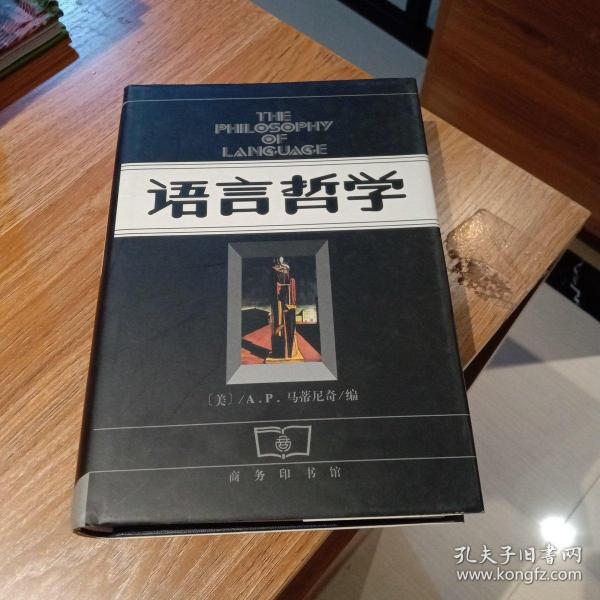 THE
PHILOSOPHY
OF
LANGUAGE
语言哲学
〔美〕/A.P.马蒂尼奇/编
商务印书馆
孔夫子旧书网
www.kongfz.com